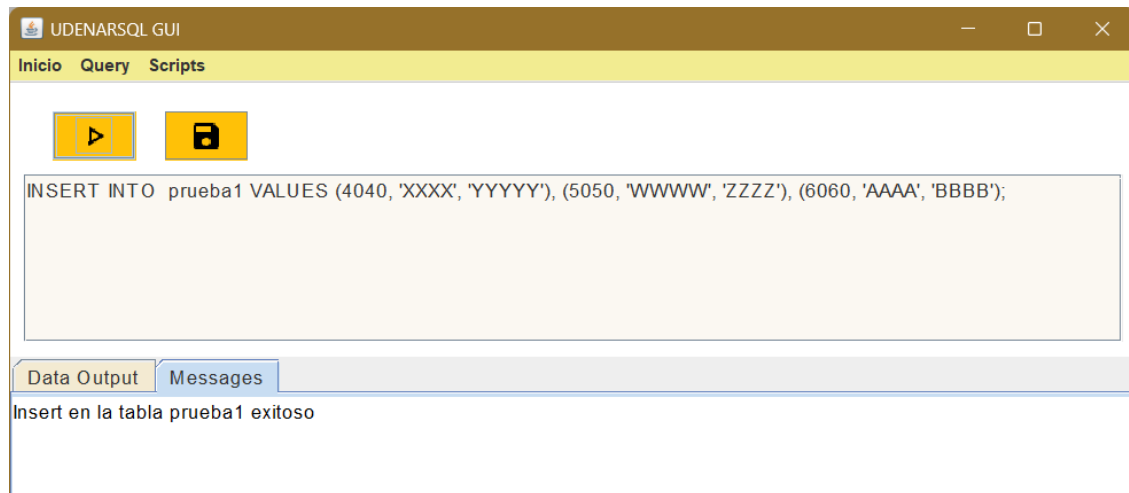 UDENARSQL GUI
Inicio Query Scripts
INSERT INTO prueba1 VALUES (4040, 'XXXX', 'YYYYY'), (5050, 'WWWW', 'ZZZZ'), (6060, 'AAAA', 'BBBB');
Data Output Messages
Insert en la tabla prueba1 exitoso